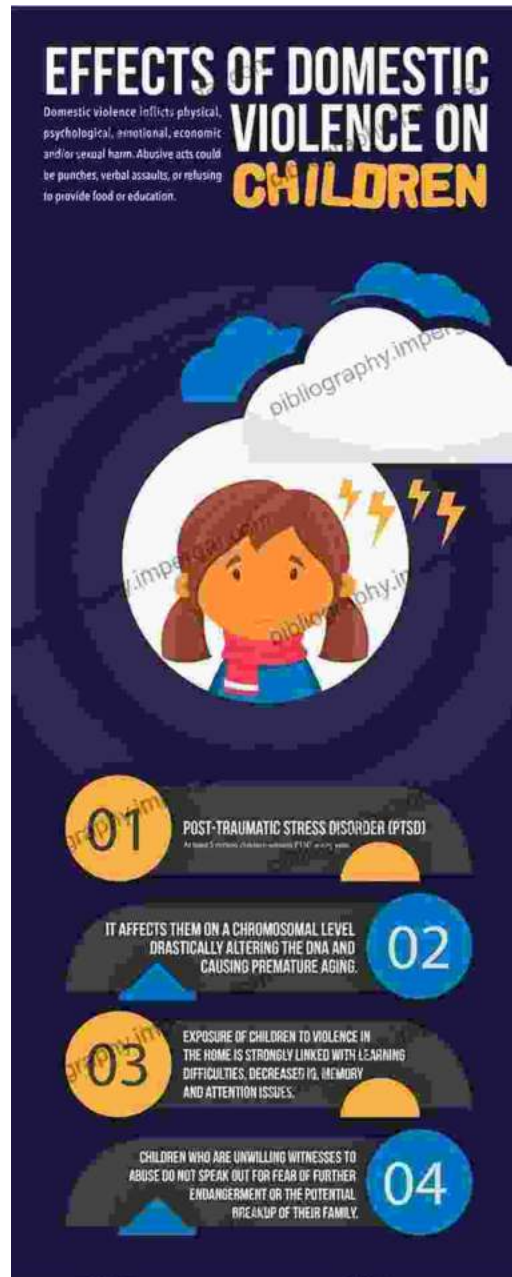 EFFECTS OF DOMESTIC
VIOLENCE ON
CHILDREN
Domestic violence inflicts physical,
psychological, emotional, economic
and/or sexual harm. Abusive acts could
be punches, verbal assaults, or refusing
to provide food or education.
01
POST-TRAUMATIC STRESS DISORDER (PTSD)
IT AFFECTS THEM ON A CHROMOSOMAL LEVEL
DRASTICALLY ALTERING THE DNA AND
CAUSING PREMATURE AGING.
02
03
EXPOSURE OF CHILDREN TO VIOLENCE IN
THE HOME IS STRONGLY LINKED WITH LEARNING
DIFFICULTIES, DECREASED IQ, MEMORY
AND ATTENTION ISSUES.
CHILDREN WHO ARE UNWILLING WITNESSES TO
ABUSE DO NOT SPEAK OUT FOR FEAR OF FURTHER
ENDANGERMENT OR THE POTENTIAL
BREAKUP OF THEIR FAMILY.
04